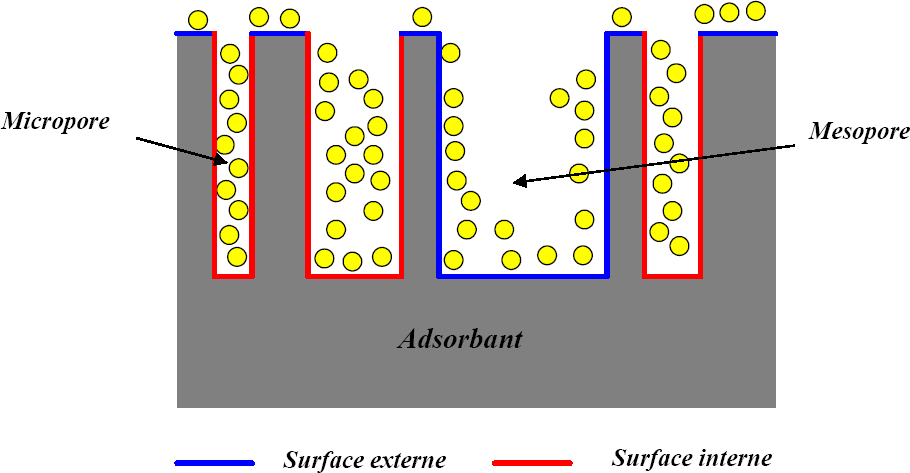 Micropore
Mesopore
Adsorbant
Surface externe
Surface interne